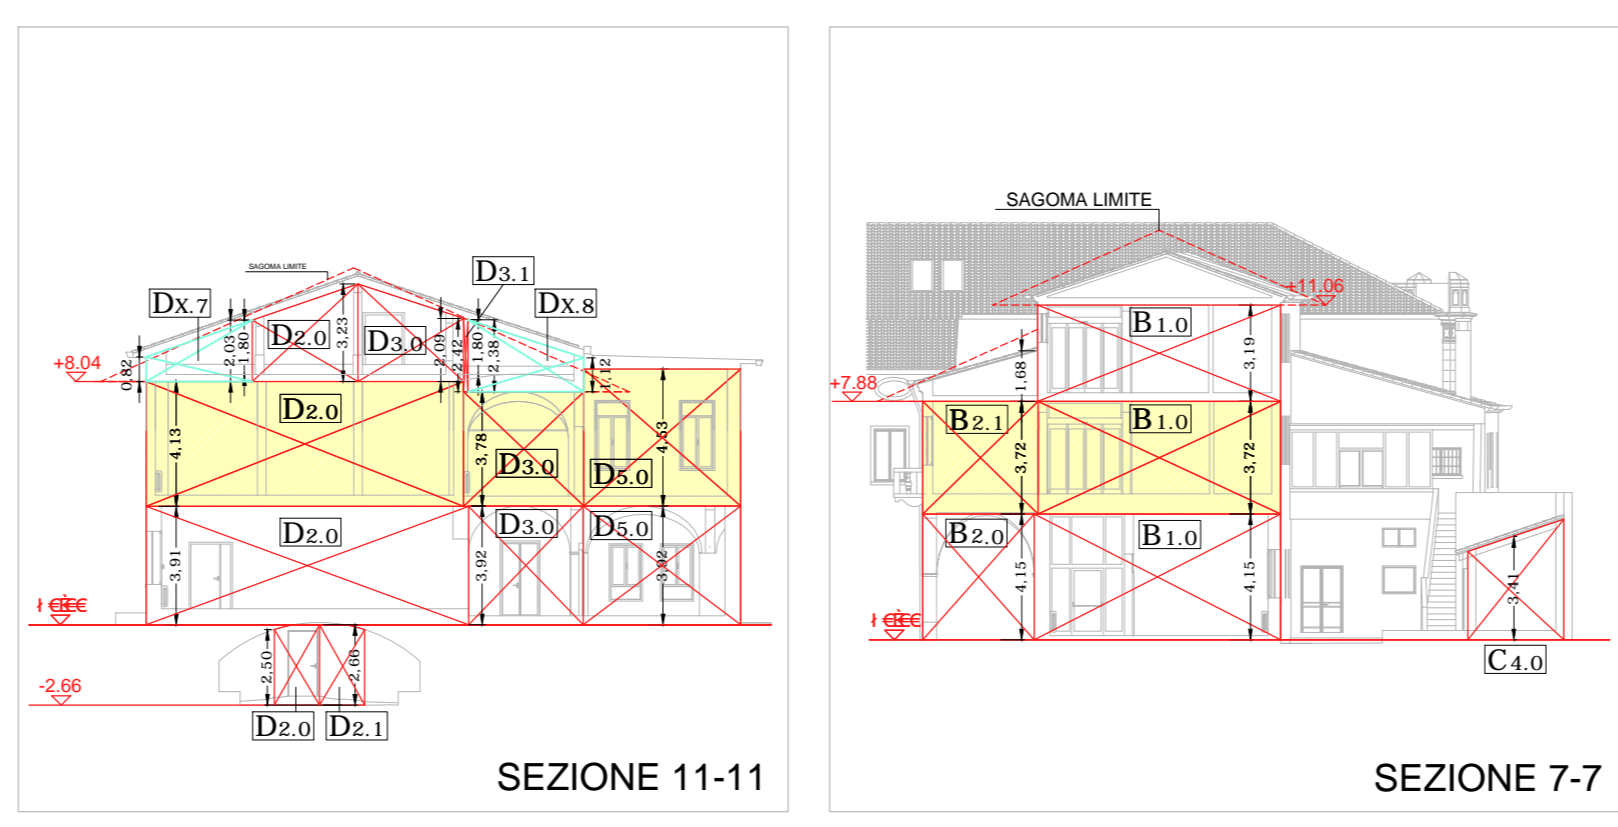 SAGOMA LIMITE
D3.1
DX.7
DX.8
D2.0
D3.0
+8.04
0,82
2,03
1,80
3,23
2,09
2,42
1,80
2,38
1,12
D2.0
D3.0
D5.0
4,13
3,78
4,53
D2.0
D3.0
D5.0
3,91
3,92
3,92
2,50
2,66
-2.66
D2.0
D2.1
SEZIONE 11-11
SAGOMA LIMITE
+11.06
B1.0
3,19
1,68
+7.88
B2.1
B1.0
3,72
3,72
B2.0
B1.0
4,15
4,15
3,41
C4.0
SEZIONE 7-7